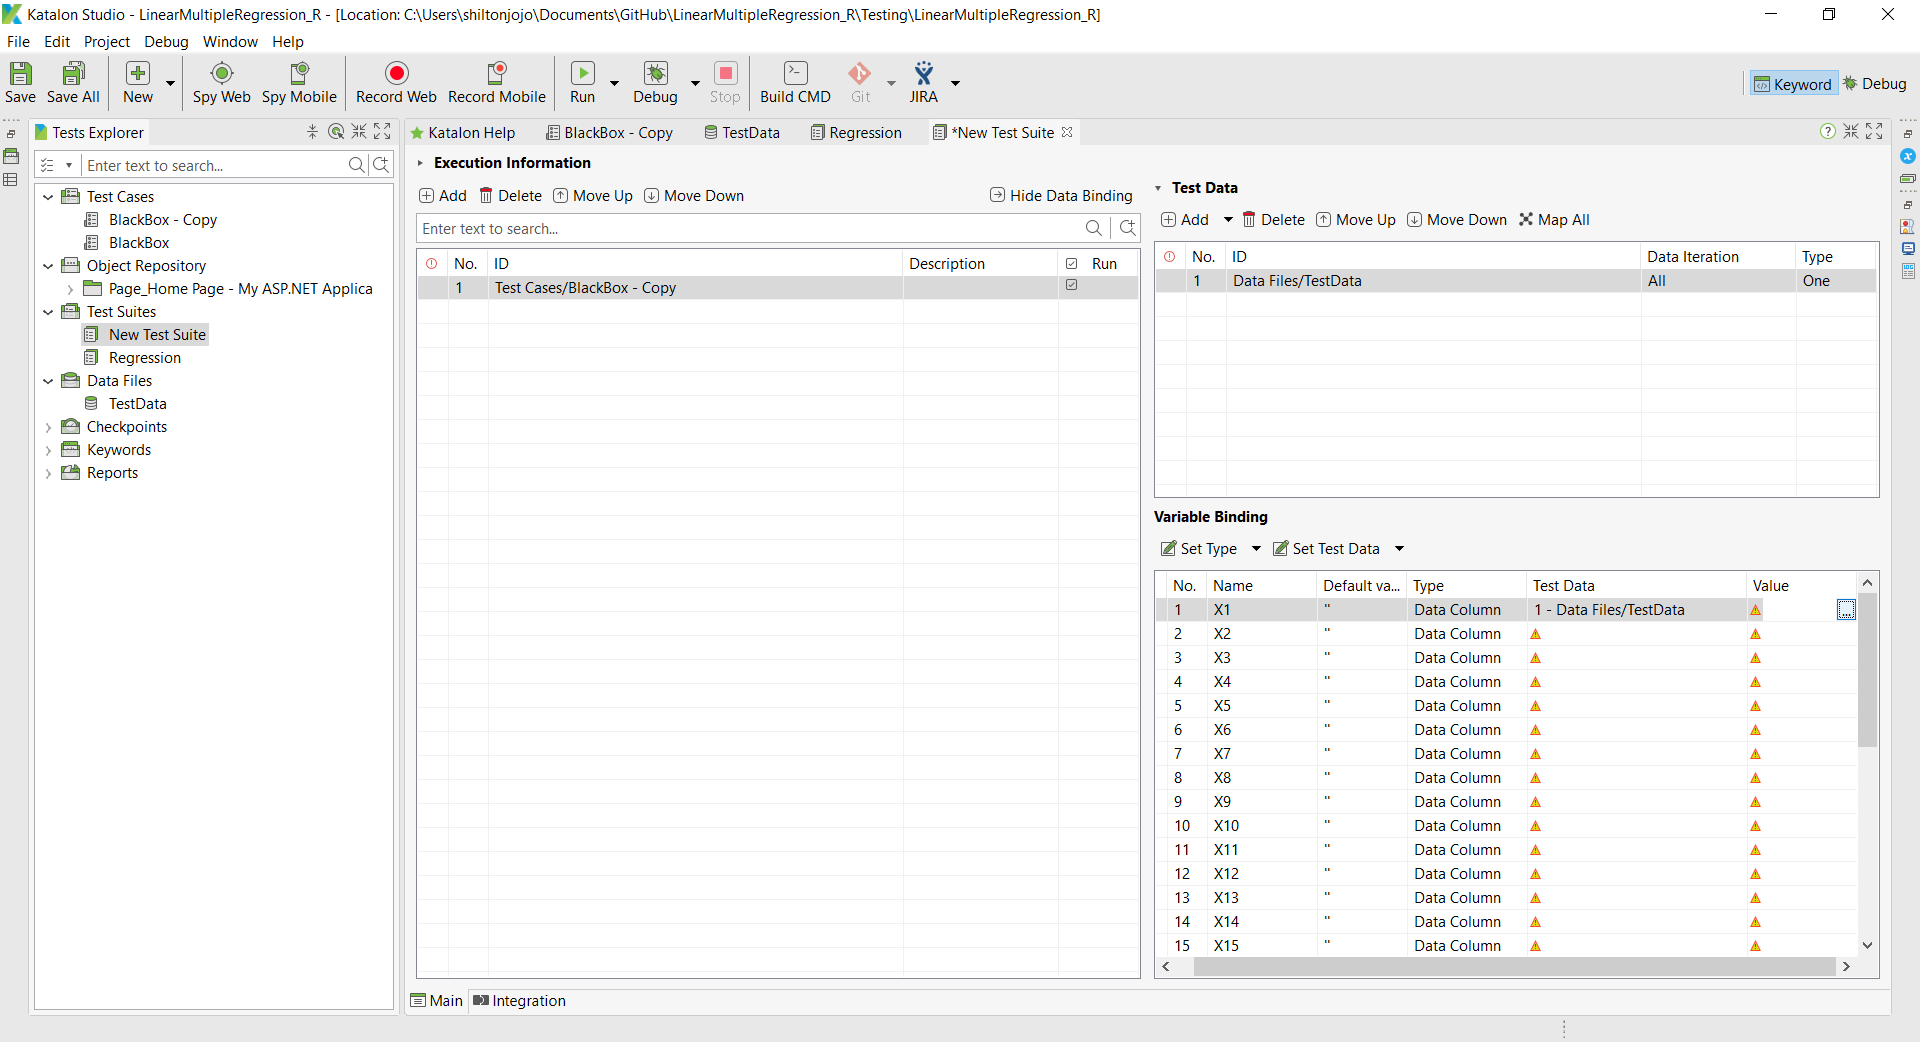 Katalon Studio - LinearMultipleRegression_R - [Location: C:\Users\shiltonjojo\Documents\GitHub\LinearMultipleRegression_R\Testing\LinearMultipleRegression_R]
File Edit Project Debug Window Help
Save Save All New Spy Web Spy Mobile Record Web Record Mobile Run Debug Stop Build CMD Git JIRA Keyword Debug
Tests Explorer
Enter text to search...
Test Cases
BlackBox - Copy
BlackBox
Object Repository
Page_Home Page - My ASP.NET Applica
Test Suites
New Test Suite
Regression
Data Files
TestData
Checkpoints
Keywords
Reports
Katalon Help BlackBox - Copy TestData Regression *New Test Suite
Execution Information
Add Delete Move Up Move Down Hide Data Binding
Enter text to search...
No. ID Description Run
1 Test Cases/BlackBox - Copy
Main Integration
Test Data
Add Delete Move Up Move Down Map All
No. ID Data Iteration Type
1 Data Files/TestData All One
Variable Binding
Set Type Set Test Data
No. Name Default va... Type Test Data Value
1 X1 '' Data Column 1 - Data Files/TestData ...
2 X2 '' Data Column
3 X3 '' Data Column
4 X4 '' Data Column
5 X5 '' Data Column
6 X6 '' Data Column
7 X7 '' Data Column
8 X8 '' Data Column
9 X9 '' Data Column
10 X10 '' Data Column
11 X11 '' Data Column
12 X12 '' Data Column
13 X13 '' Data Column
14 X14 '' Data Column
15 X15 '' Data Column